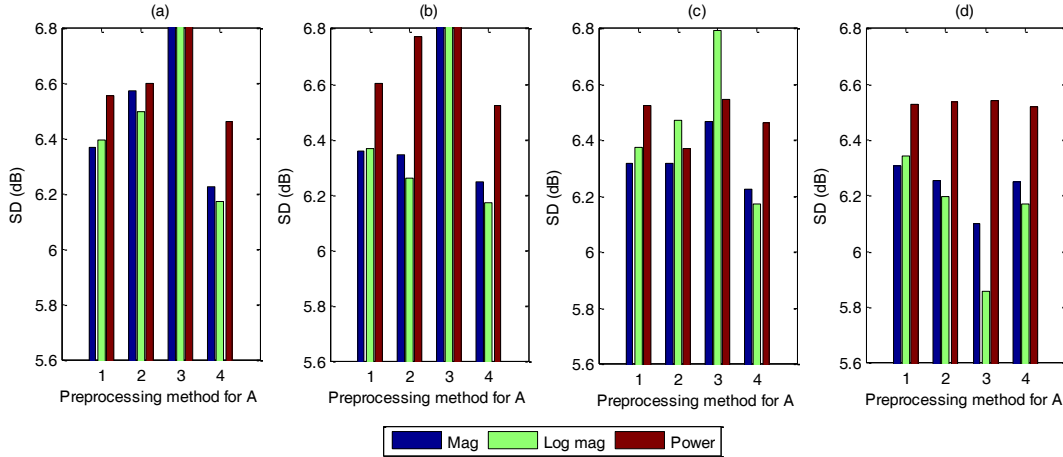 (a)
6.8
6.6
6.4
6.2
6
5.8
5.6
SD (dB)
1 2 3 4
Preprocessing method for A
(b)
6.8
6.6
6.4
6.2
6
5.8
5.6
SD (dB)
1 2 3 4
Preprocessing method for A
(c)
6.8
6.6
6.4
6.2
6
5.8
5.6
SD (dB)
1 2 3 4
Preprocessing method for A
(d)
6.8
6.6
6.4
6.2
6
5.8
5.6
SD (dB)
1 2 3 4
Preprocessing method for A
Mag Log mag Power